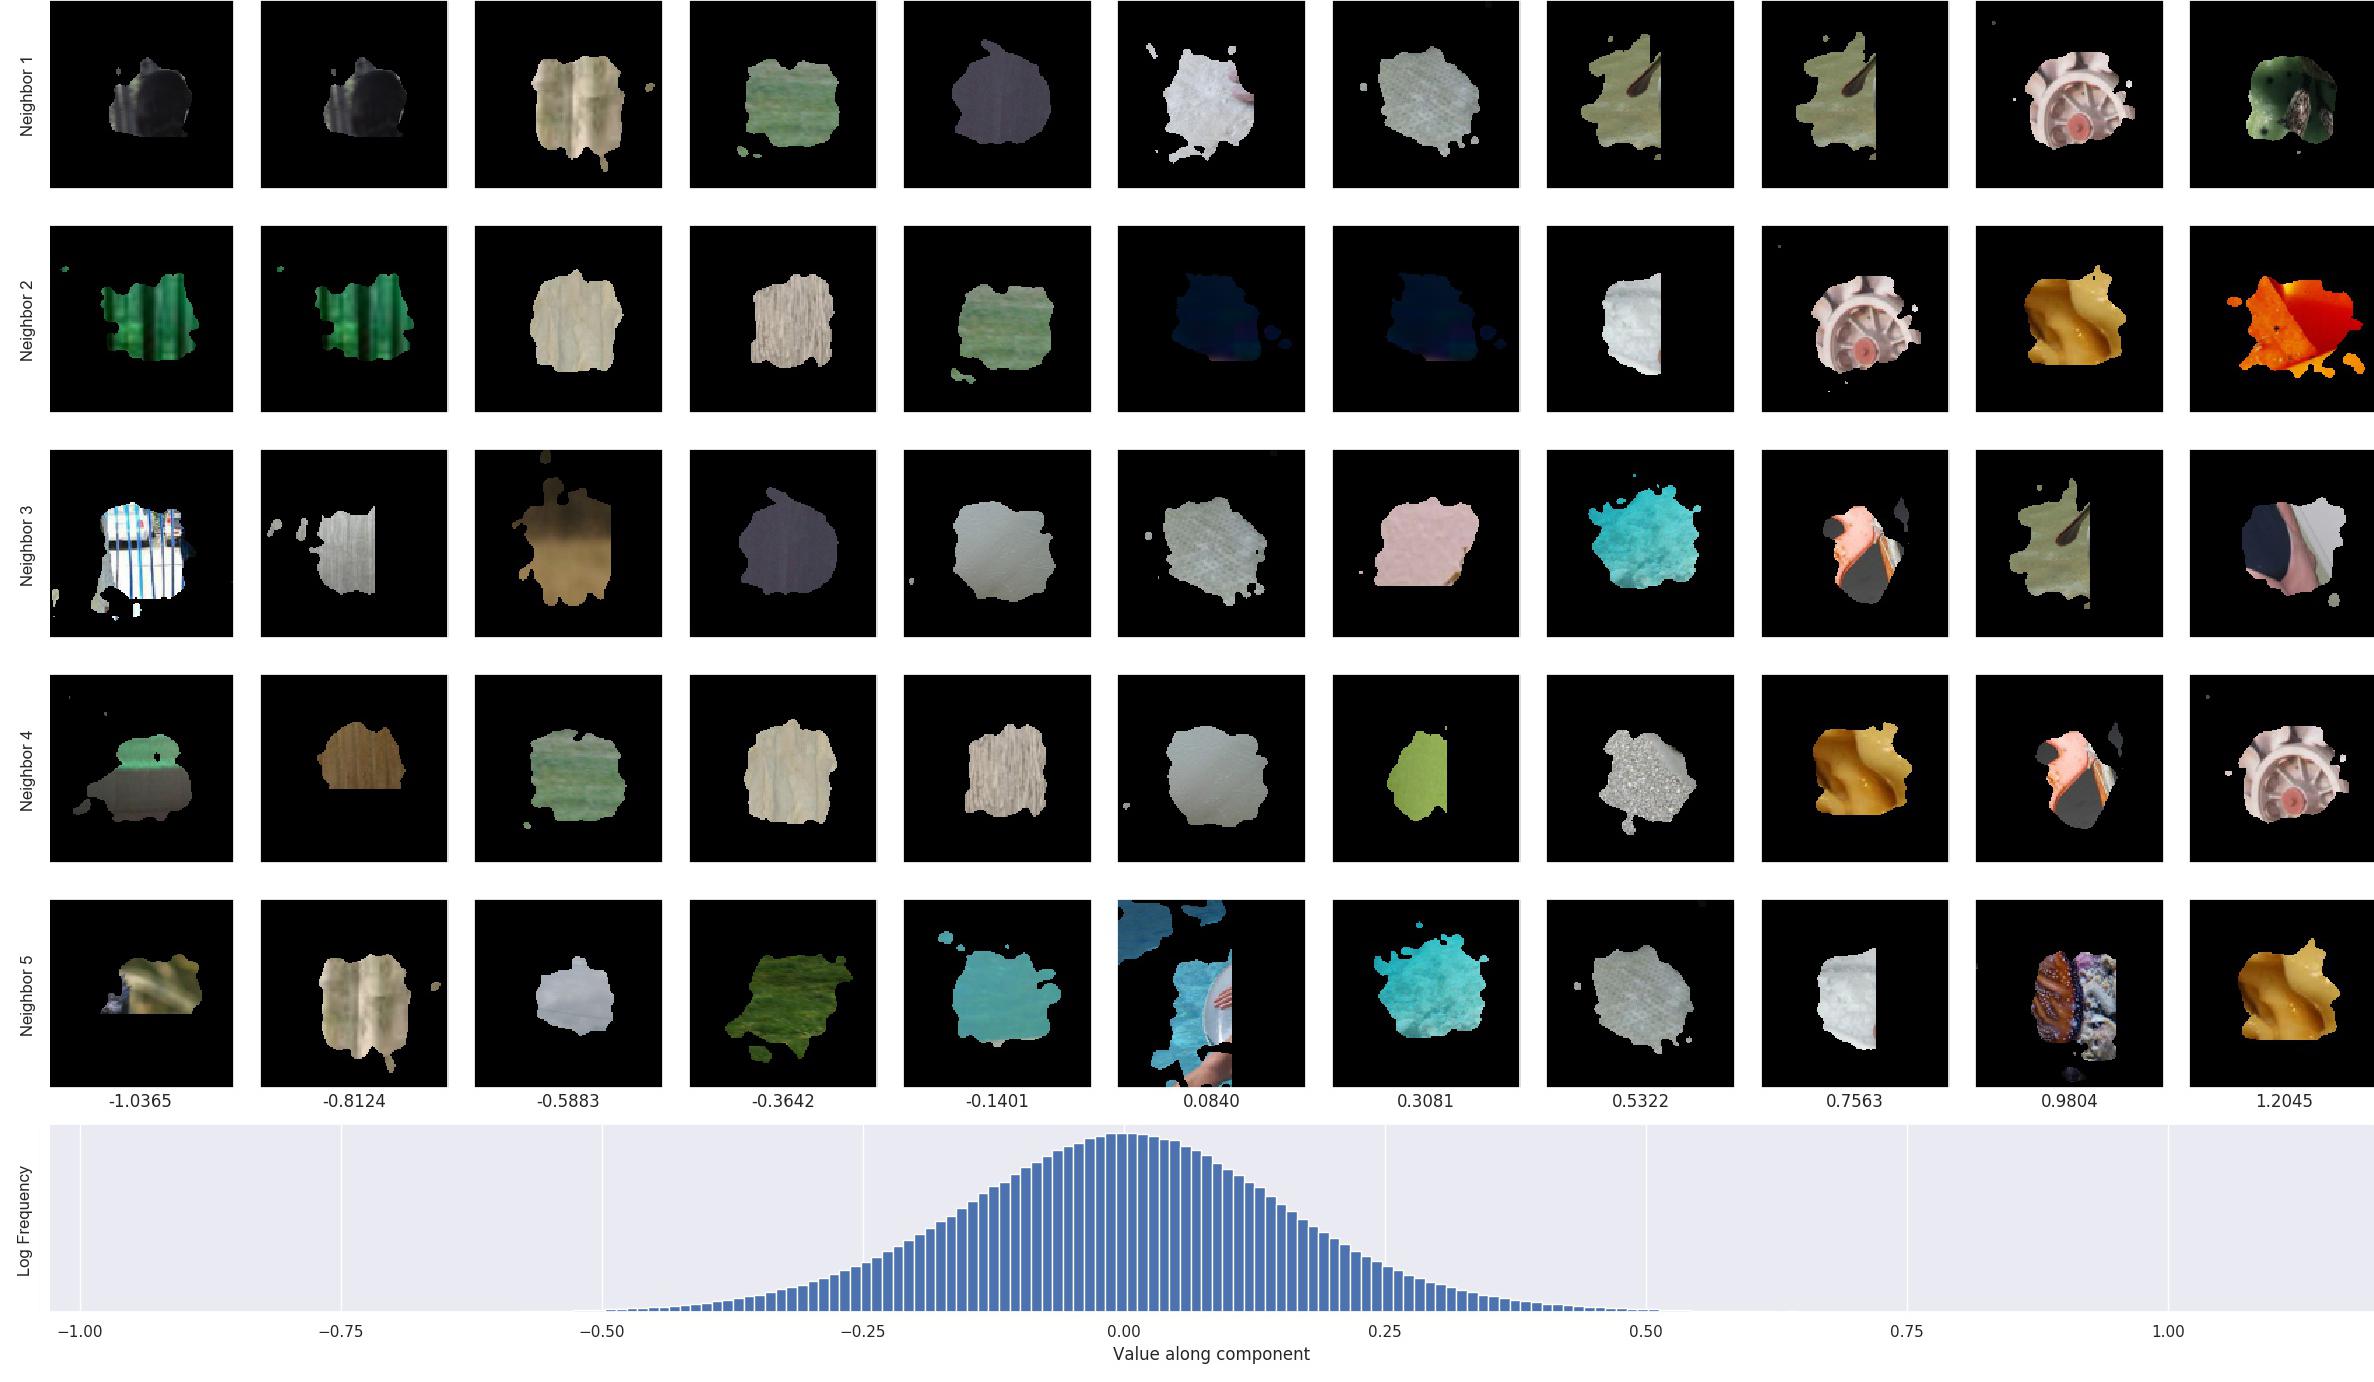 Neighbor 1
Neighbor 2
Neighbor 3
Neighbor 4
Neighbor 5
-1.0365 -0.8124 -0.5883 -0.3642 -0.1401 0.0840 0.3081 0.5322 0.7563 0.9804 1.2045
Log Frequency
−1.00 −0.75 −0.50 −0.25 0.00 0.25 0.50 0.75 1.00
Value along component